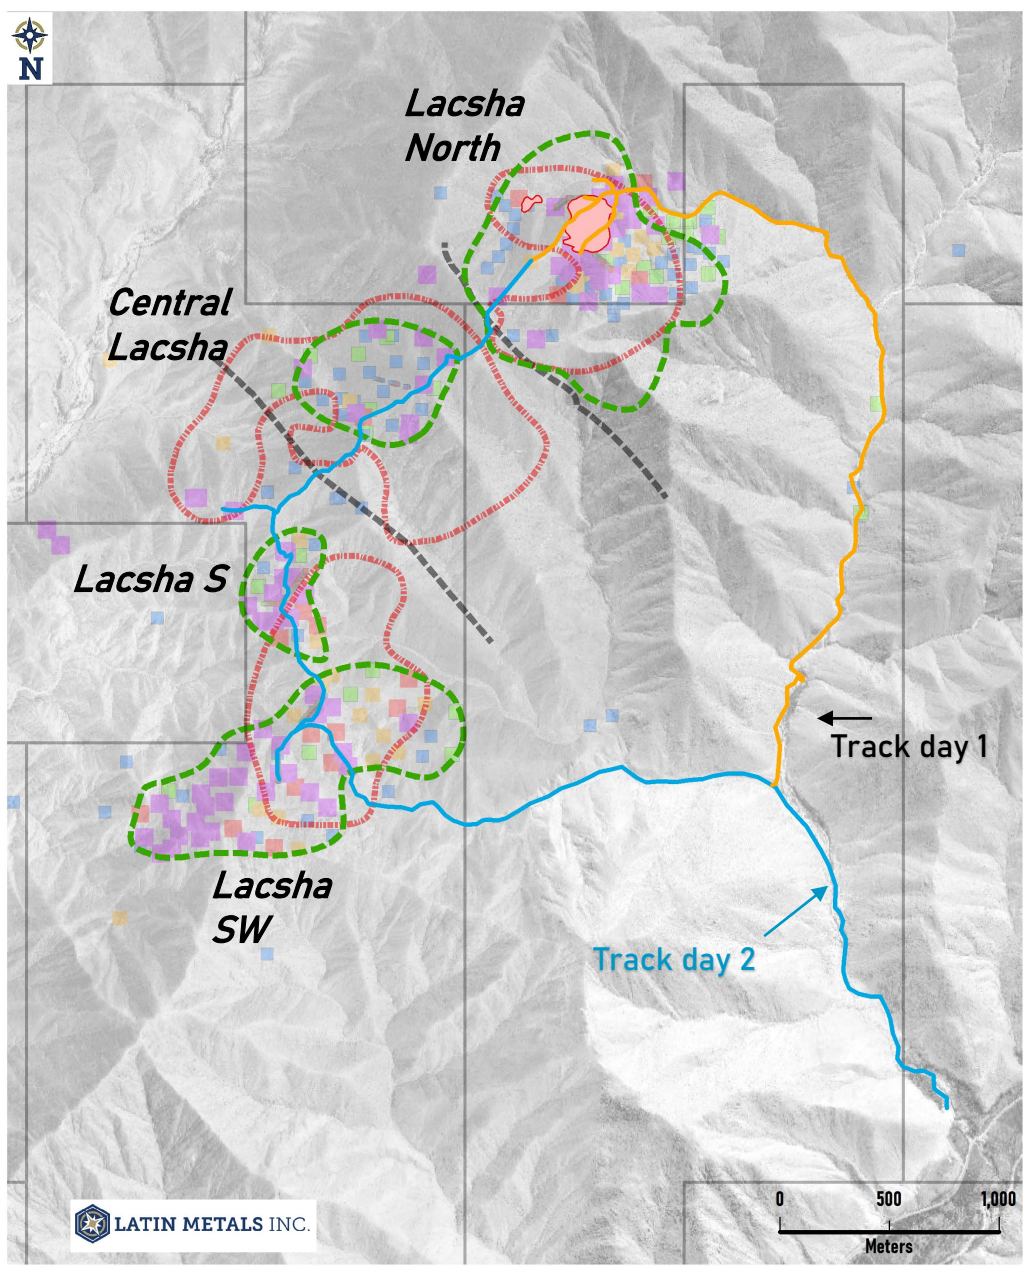 N
Lacsha
North
Central
Lacsha
Lacsha S
Track day 1
Lacsha
SW
Track day 2
0 500 1,000
Meters
LATIN METALS INC.